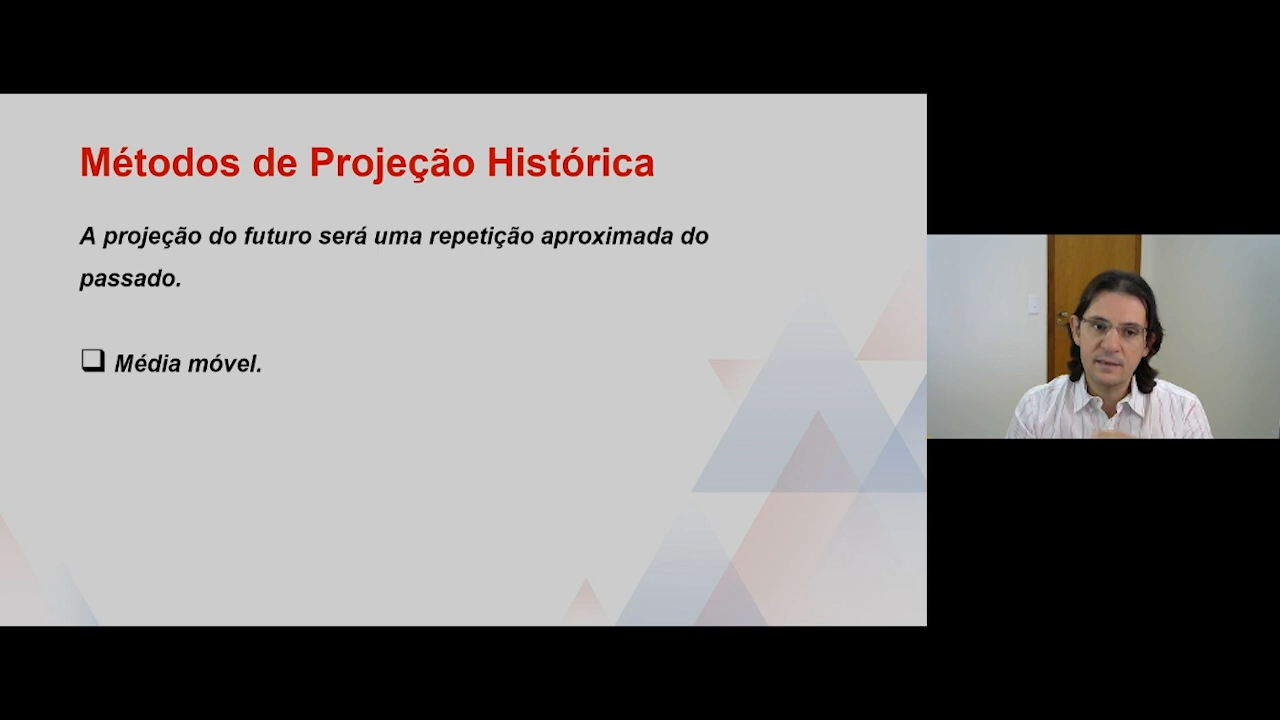 Métodos de Projeção Histórica
A projeção do futuro será uma repetição aproximada do
passado.
❑ Média móvel.